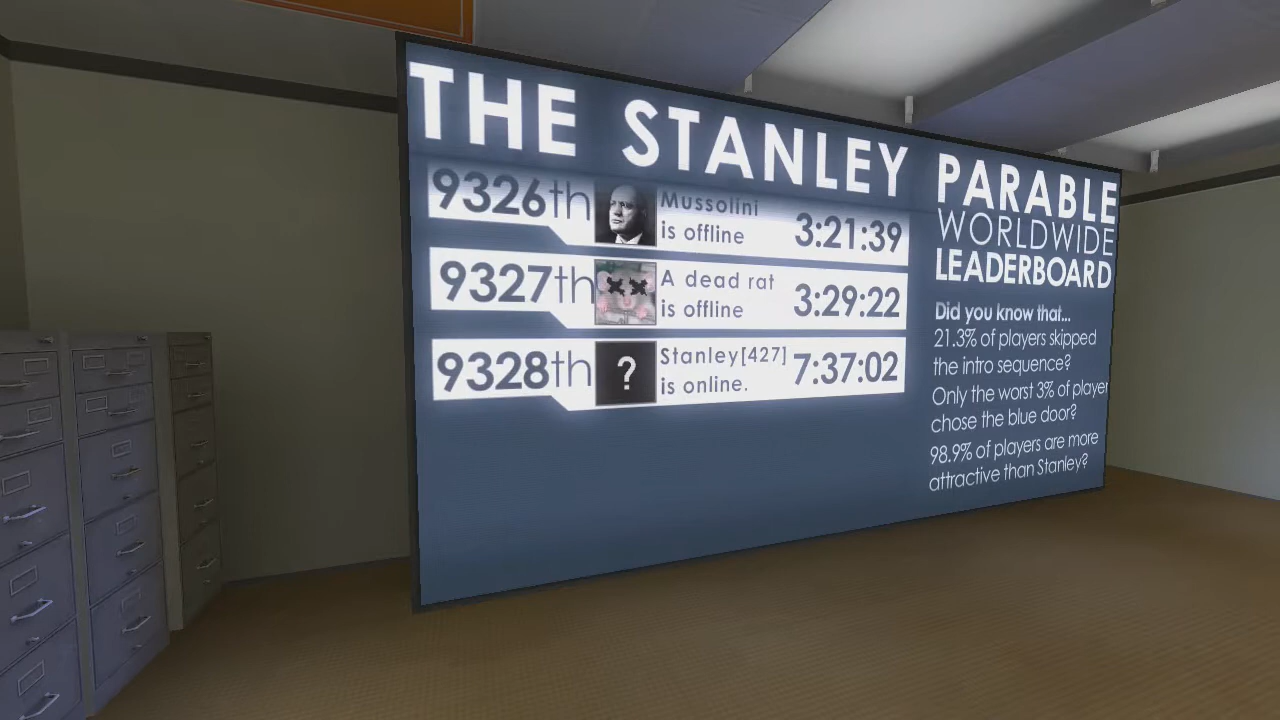 THE STANLEY PARABLE
WORLDWIDE
LEADERBOARD
9326th
Mussolini
is offline
3:21:39
9327th
A dead rat
is offline
3:29:22
9328th
?
Stanley[427]
is online.
7:37:02
Did you know that...
21.3% of players skipped
the intro sequence?
Only the worst 3% of player
chose the blue door?
98.9% of players are more
attractive than Stanley?